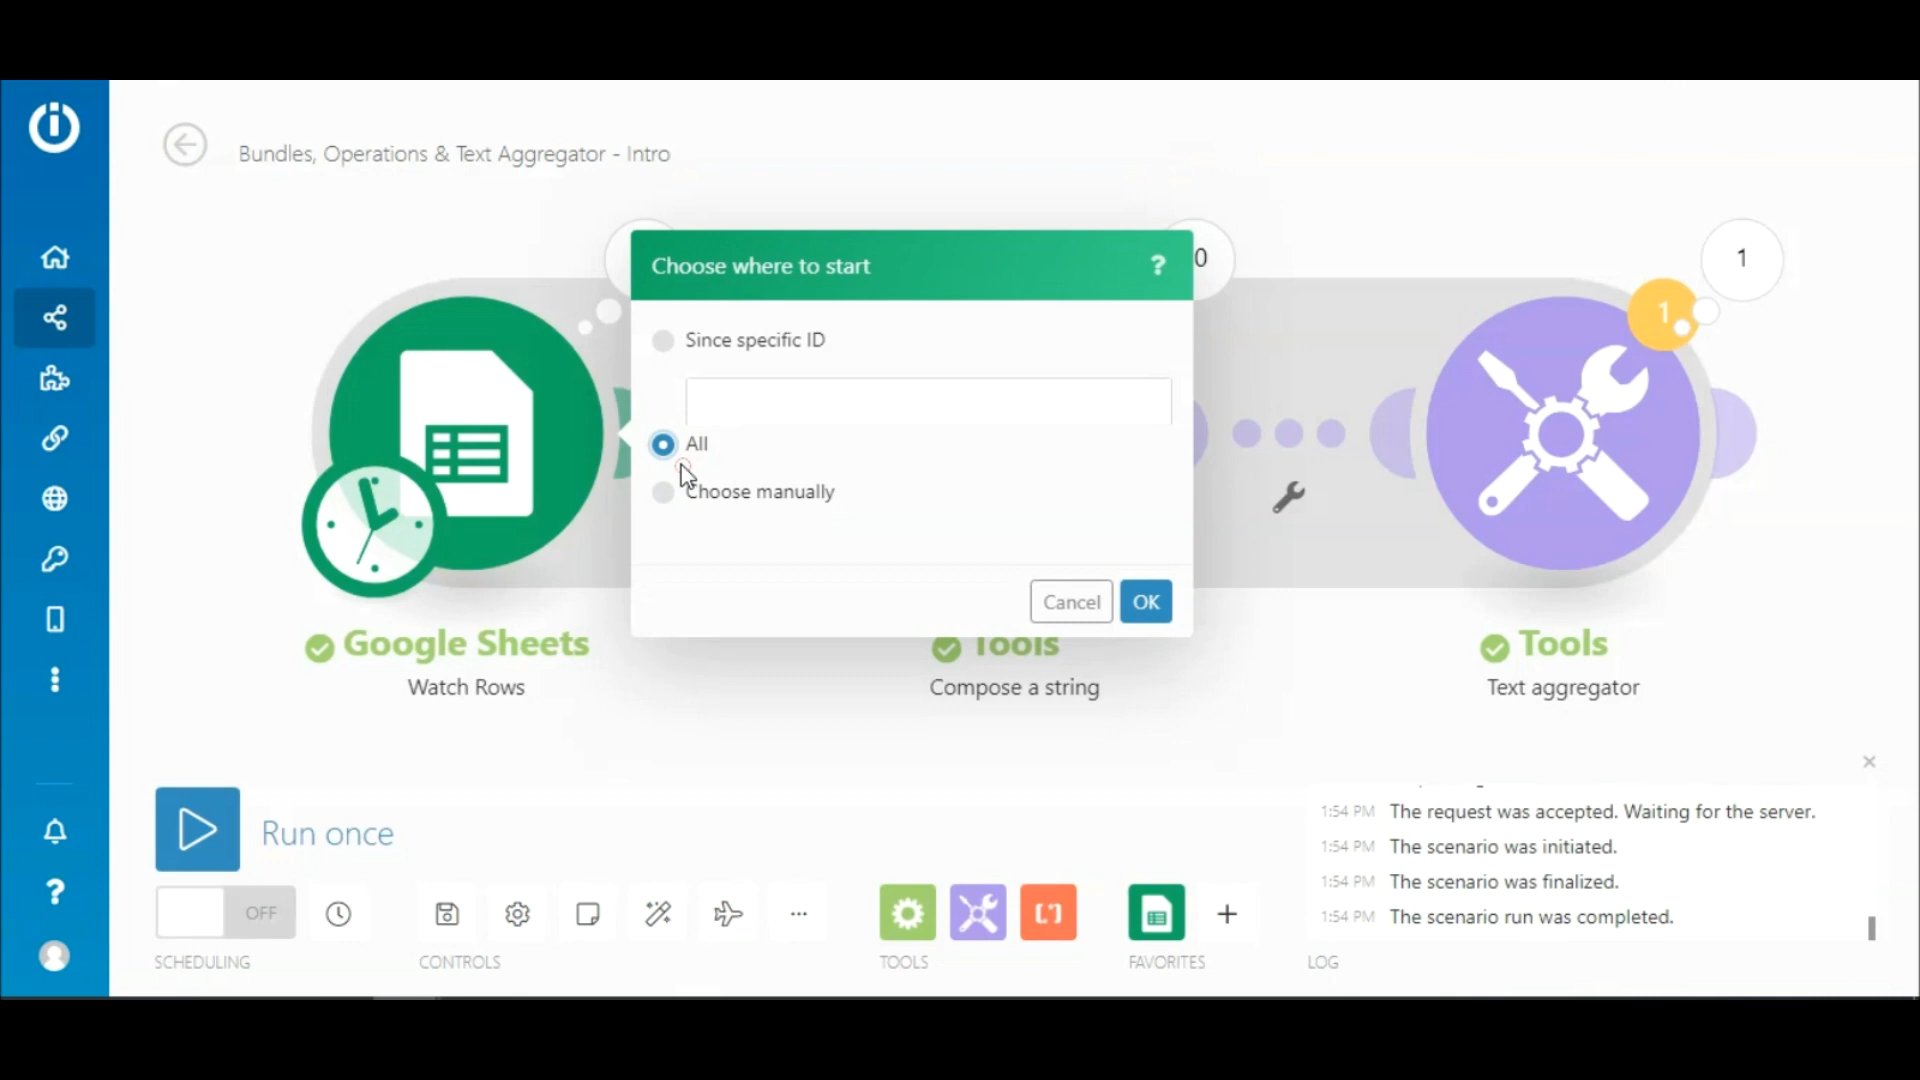 Bundles, Operations & Text Aggregator - Intro
Choose where to start
?
0
1
1
Since specific ID
All
Choose manually
Cancel
OK
Google Sheets
Watch Rows
Tools
Compose a string
Tools
Text aggregator
Run once
1:54 PM The request was accepted. Waiting for the server.
1:54 PM The scenario was initiated.
1:54 PM The scenario was finalized.
1:54 PM The scenario run was completed.
OFF
SCHEDULING
CONTROLS
TOOLS
FAVORITES
LOG